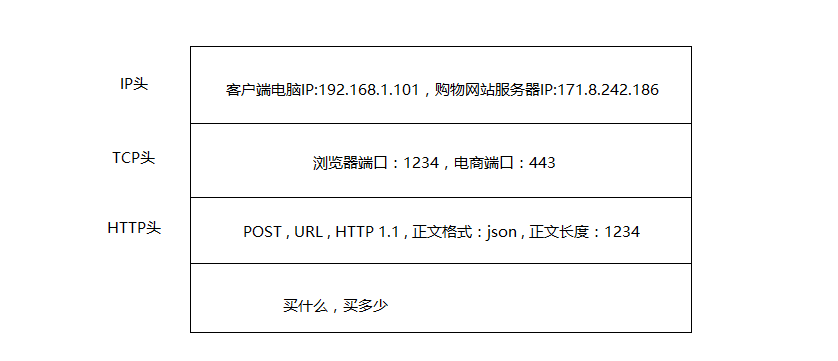 IP头
客户端电脑IP:192.168.1.101，购物网站服务器IP:171.8.242.186
TCP头
浏览器端口：1234，电商端口：443
HTTP头
POST , URL , HTTP 1.1 , 正文格式：json , 正文长度：1234
买什么，买多少